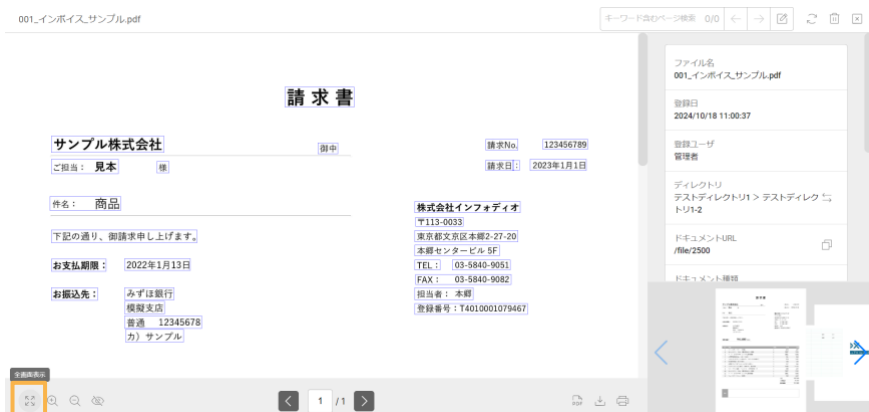 001_インボイス_サンプル.pdf
キーワード含むページ検索 0/0
請求書
サンプル株式会社 御中
ご担当： 見本 様
請求No. 123456789
請求日： 2023年1月1日
件名： 商品
下記の通り、御請求申し上げます。
お支払期限： 2022年1月13日
お振込先： みずほ銀行
模擬支店
普通 12345678
カ）サンプル
株式会社インフォディオ
〒113-0033
東京都文京区本郷2-27-20
本郷センタービル 5F
TEL： 03-5840-9051
FAX： 03-5840-9082
担当者： 本郷
登録番号：T4010001079467
ファイル名
001_インボイス_サンプル.pdf
登録日
2024/10/18 11:00:37
登録ユーザ
管理者
ディレクトリ
テストディレクトリ1 > テストディレク
トリ1-2
ドキュメントURL
/file/2500
ドキュメント種類
全画面表示
1 / 1
PDF